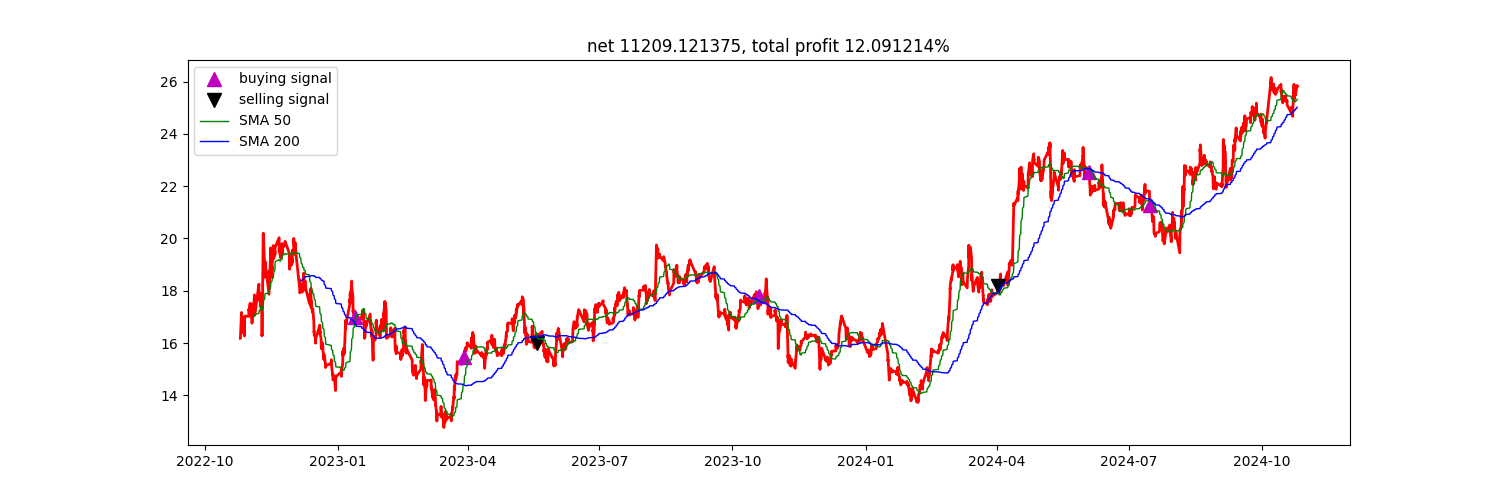 net 11209.121375, total profit 12.091214%
buying signal
selling signal
SMA 50
SMA 200
26
24
22
20
18
16
14
2022-10 2023-01 2023-04 2023-07 2023-10 2024-01 2024-04 2024-07 2024-10